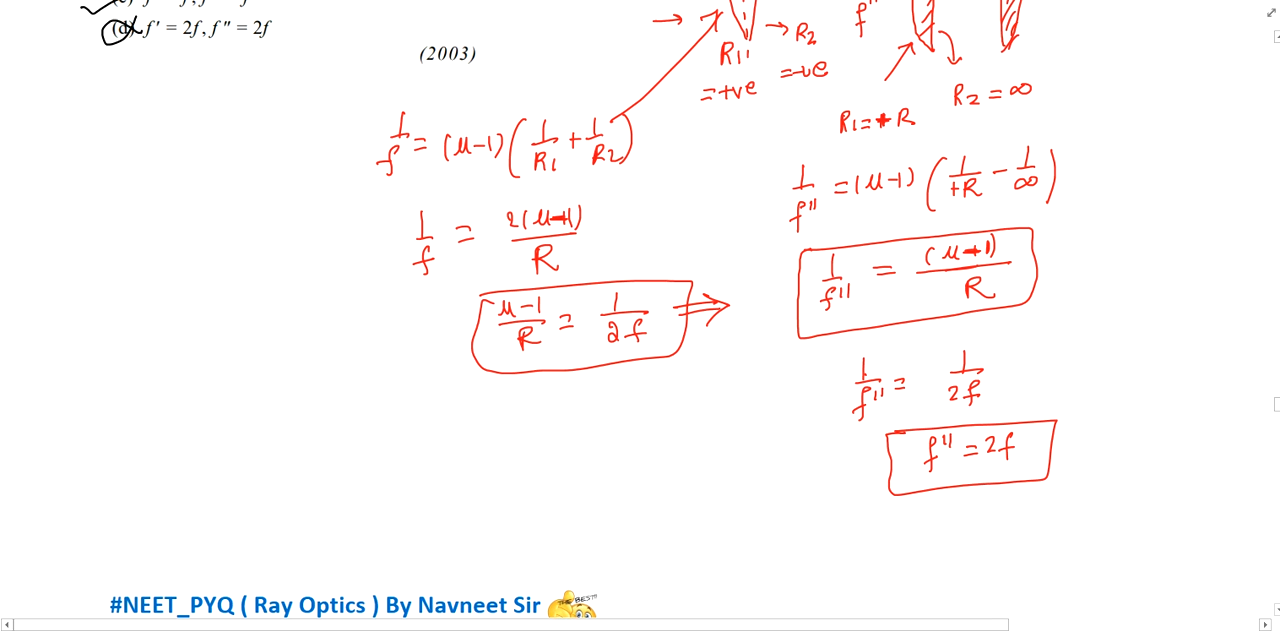 (d) f' = 2f, f'' = 2f
(2003)
R1
=+ve
→ R2
=-ve
f''
R1=+R
R2 = ∞
1/f = (μ-1)(1/R1 + 1/R2)
1/f = 2(μ-1)/R
μ-1/R = 1/2f ⇒
1/f'' = (μ-1)(1/+R - 1/∞)
1/f'' = (μ-1)/R
1/f'' = 1/2f
f'' = 2f
#NEET_PYQ ( Ray Optics ) By Navneet Sir